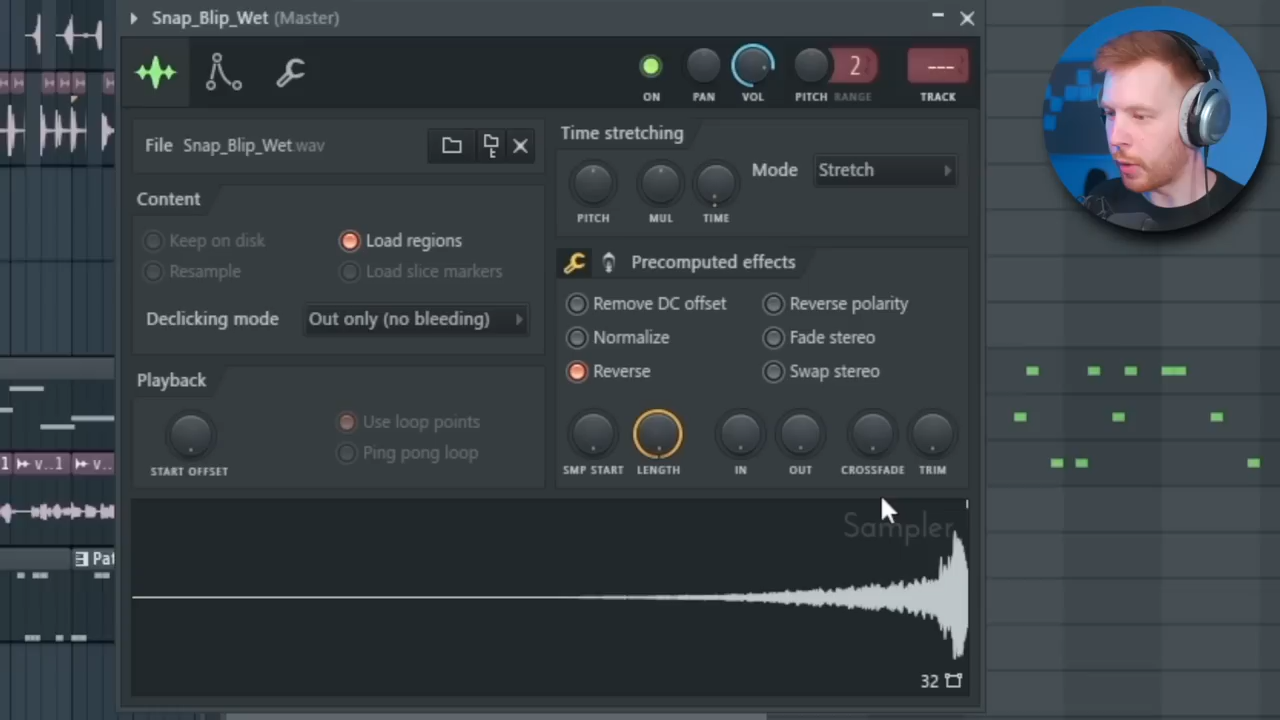 Snap_Blip_Wet (Master)
ON
PAN
VOL
PITCH
2
RANGE
---
TRACK
File Snap_Blip_Wet.wav
Content
Keep on disk
Load regions
Resample
Load slice markers
Declicking mode
Out only (no bleeding)
Playback
START OFFSET
Use loop points
Ping pong loop
Time stretching
PITCH
MUL
TIME
Mode
Stretch
Precomputed effects
Remove DC offset
Reverse polarity
Normalize
Fade stereo
Reverse
Swap stereo
SMP START
LENGTH
IN
OUT
CROSSFADE
TRIM
Sampler
32
1
v..1
v..
Pat